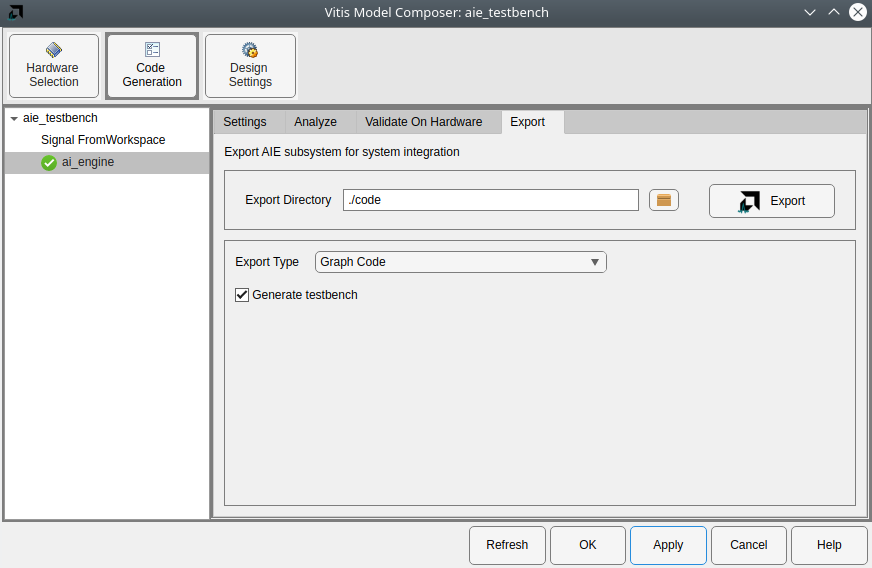 Vitis Model Composer: aie_testbench
Hardware
Selection
Code
Generation
Design
Settings
aie_testbench
Signal FromWorkspace
ai_engine
Settings
Analyze
Validate On Hardware
Export
Export AIE subsystem for system integration
Export Directory
./code
Export
Export Type
Graph Code
Generate testbench
Refresh
OK
Apply
Cancel
Help